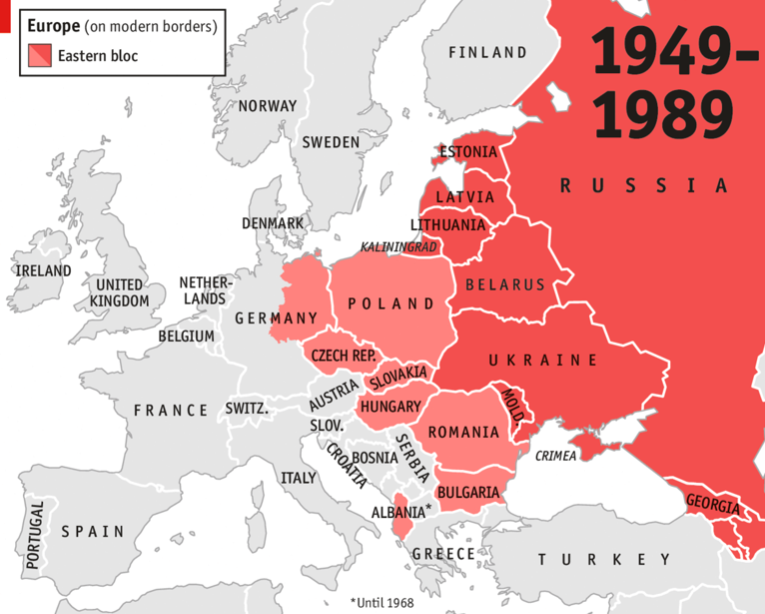 Europe (on modern borders)
Eastern bloc
1949–
1989
FINLAND
NORWAY
SWEDEN
ESTONIA
RUSSIA
LATVIA
LITHUANIA
DENMARK
KALININGRAD
IRELAND
UNITED
KINGDOM
NETHER-
LANDS
BELARUS
POLAND
GERMANY
BELGIUM
CZECH REP.
UKRAINE
SLOVAKIA
AUSTRIA
FRANCE
SWITZ.
HUNGARY
MOLD.
SLOV.
ROMANIA
CROATIA
BOSNIA
SERBIA
CRIMEA
ITALY
BULGARIA
GEORGIA
ALBANIA*
PORTUGAL
SPAIN
GREECE
TURKEY
*Until 1968